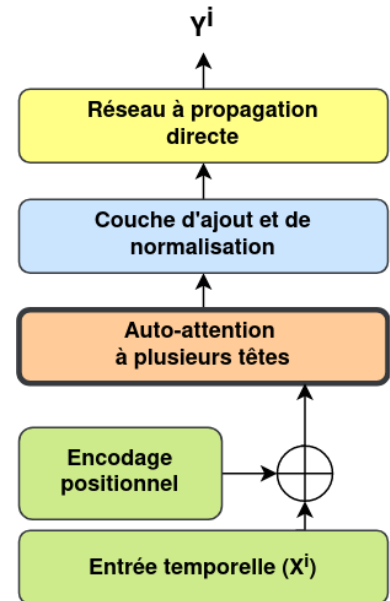 Yⁱ
Réseau à propagation
directe
Couche d'ajout et de
normalisation
Auto-attention
à plusieurs têtes
Encodage
positionnel
Entrée temporelle (Xⁱ)